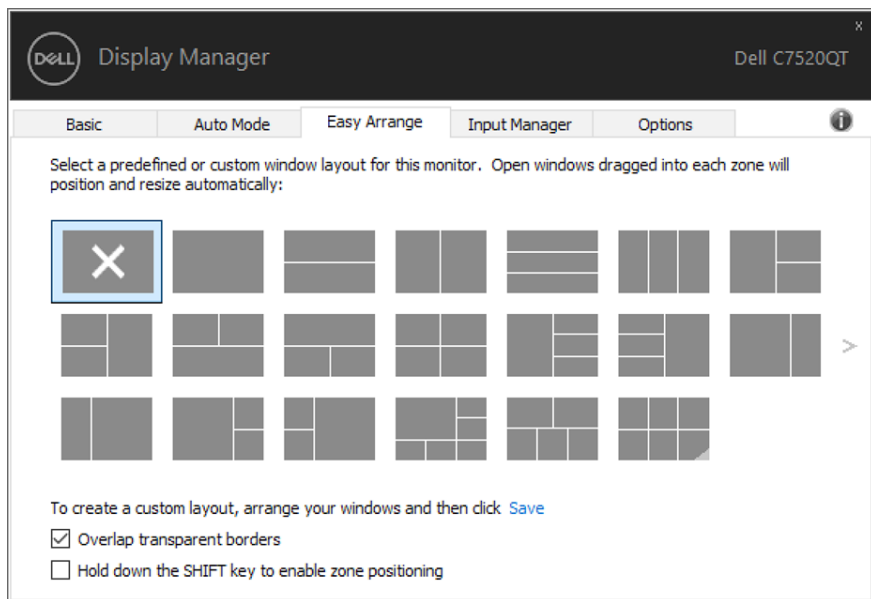 x
DELL
Display Manager
Dell C7520QT
Basic
Auto Mode
Easy Arrange
Input Manager
Options
i
Select a predefined or custom window layout for this monitor. Open windows dragged into each zone will
position and resize automatically:
>
To create a custom layout, arrange your windows and then click Save
Overlap transparent borders
Hold down the SHIFT key to enable zone positioning